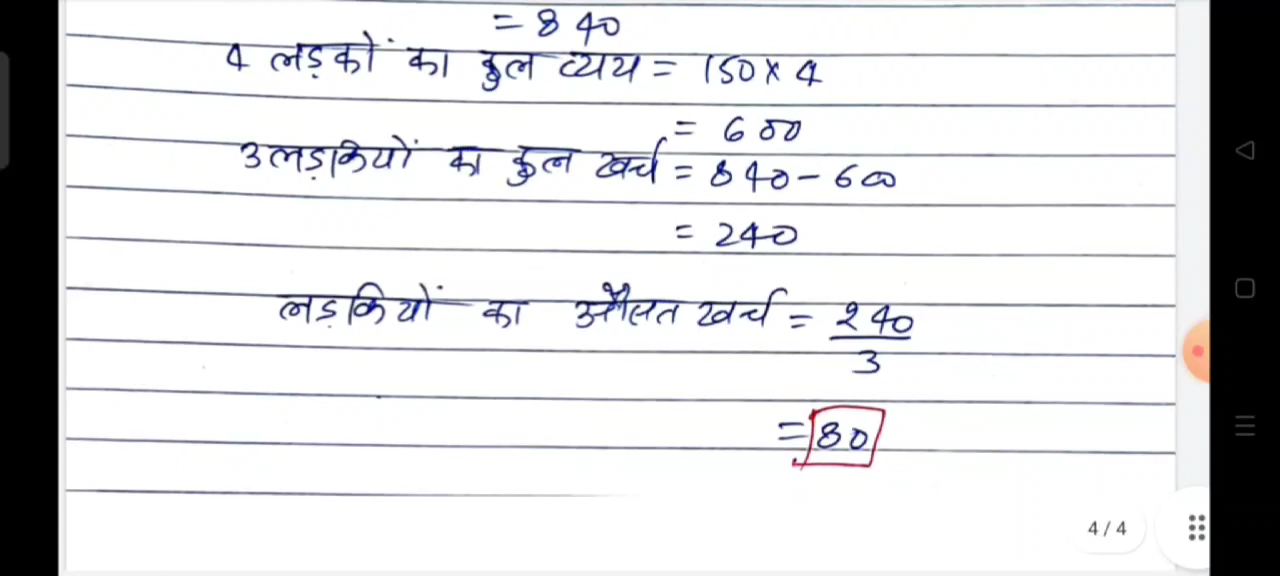 = 840
4 लड़कों का कुल व्यय = 150 × 4
= 600
3 लड़कियों का कुल खर्च = 840 - 600
= 240
लड़कियों का औसत खर्च = 240
3
= 80
4 / 4